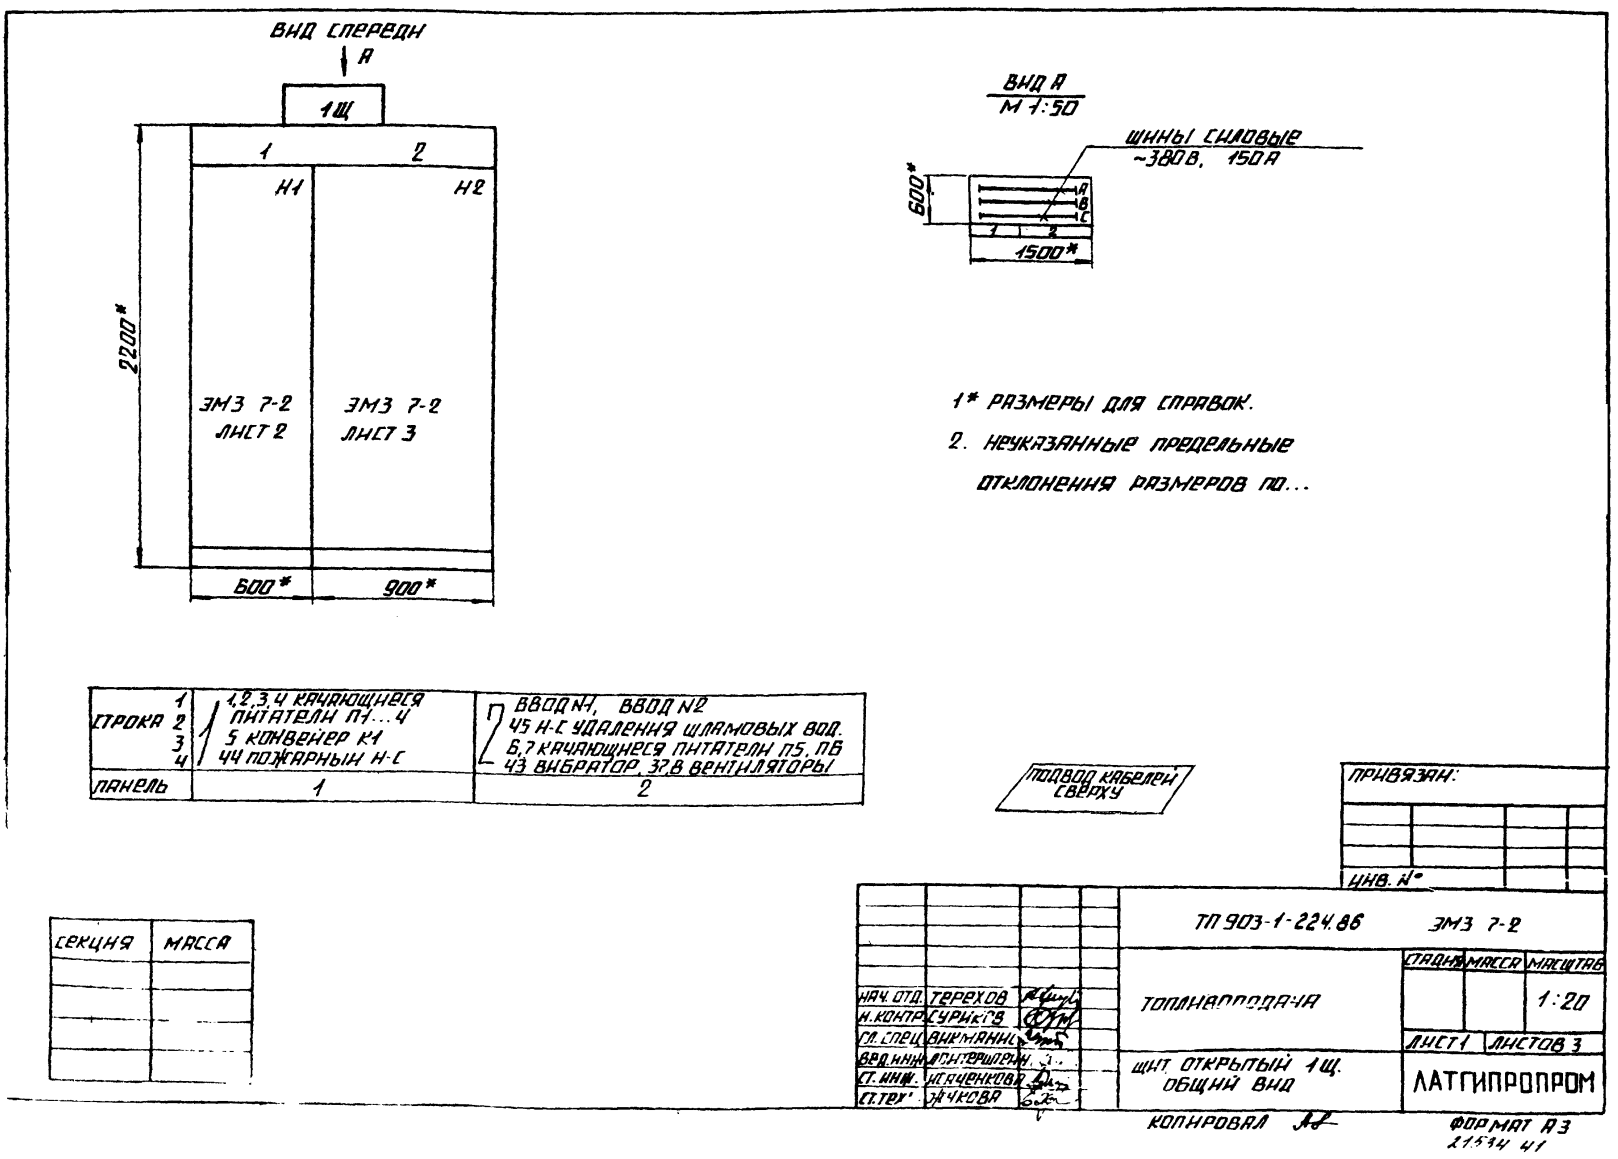 ВИД СПЕРЕДИ
А
1Щ
1 2
Н1 Н2
2200*
ЭМЗ 7-2
ЛИСТ 2
ЭМЗ 7-2
ЛИСТ 3
600* 900*
ВИД А
М 1:50
ШИНЫ СИЛОВЫЕ
~380В, 150А
600*
А
В
С
1 2
1500*
1* РАЗМЕРЫ ДЛЯ СПРАВОК.
2. НЕУКАЗАННЫЕ ПРЕДЕЛЬНЫЕ
ОТКЛОНЕНИЯ РАЗМЕРОВ ПО...
СТРОКА
1
2
3
4
1,2,3,4 КАЧАЮЩИЕСЯ
ПИТАТЕЛИ П1...4
5 КОНВЕЙЕР К1
44 ПОЖАРНЫЙ Н-С
ВВОД №1, ВВОД №2
45 Н-С УДАЛЕНИЯ ШЛАМОВЫХ ВОД.
6,7 КАЧАЮЩИЕСЯ ПИТАТЕЛИ П5, П6
43 ВИБРАТОР, 37,8 ВЕНТИЛЯТОРЫ
ПАНЕЛЬ 1 2
ПОДВОД КАБЕЛЕЙ
СВЕРХУ
ПРИВЯЗАН:
ИНВ. №
СЕКЦИЯ МАССА
ТП 903-1-224.86 ЭМЗ 7-2
НАЧ. ОТД. ТЕРЕХОВ
Н.КОНТР СУРИКОВ
ГЛ. СПЕЦ ВИКМАНИС
ВЕД.ИНЖ
СТ. ИНЖ.
СТ.ТЕХ
ТОПЛИВОПОДАЧА
СТАДИЯ МАССА МАСШТАБ
1:20
ЛИСТ 1 ЛИСТОВ 3
ЩИТ ОТКРЫТЫЙ 1Щ.
ОБЩИЙ ВИД
ЛАТГИПРОПРОМ
КОПИРОВАЛ
ФОРМАТ А3
21534 41